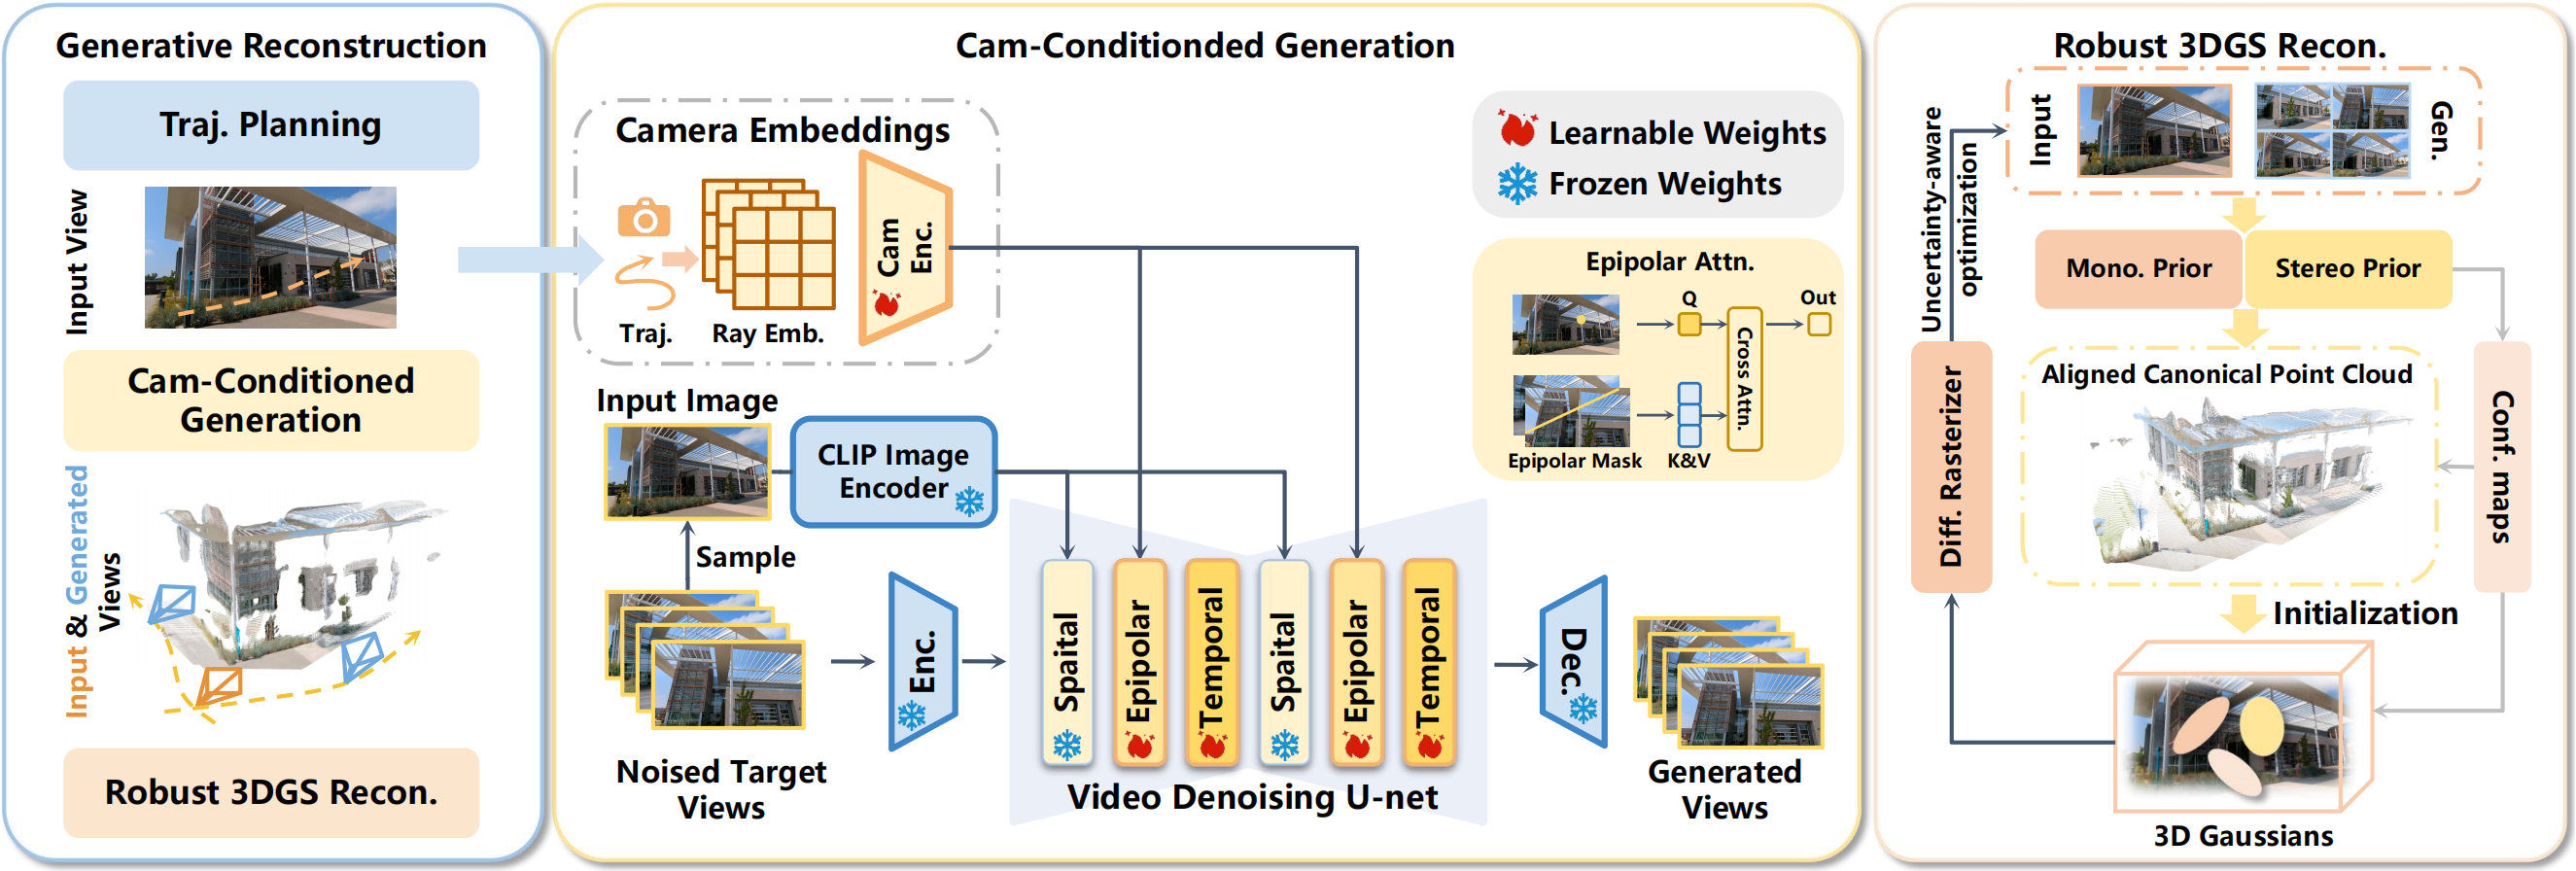 Generative Reconstruction
Traj. Planning
Input View
Cam-Conditioned
Generation
Input & Generated
Views
Robust 3DGS Recon.
Cam-Conditionded Generation
Camera Embeddings
Traj.
Ray Emb.
Cam
Enc.
Learnable Weights
Frozen Weights
Epipolar Attn.
Q
Out
Cross Attn.
Epipolar Mask
K&V
Input Image
CLIP Image
Encoder
Sample
Noised Target
Views
Enc.
Spaital
Epipolar
Temporal
Spaital
Epipolar
Temporal
Video Denoising U-net
Dec.
Generated
Views
Robust 3DGS Recon.
Input
Gen.
Uncertainty-aware
optimization
Mono. Prior
Stereo Prior
Aligned Canonical Point Cloud
Diff. Rasterizer
Conf. maps
Initialization
3D Gaussians